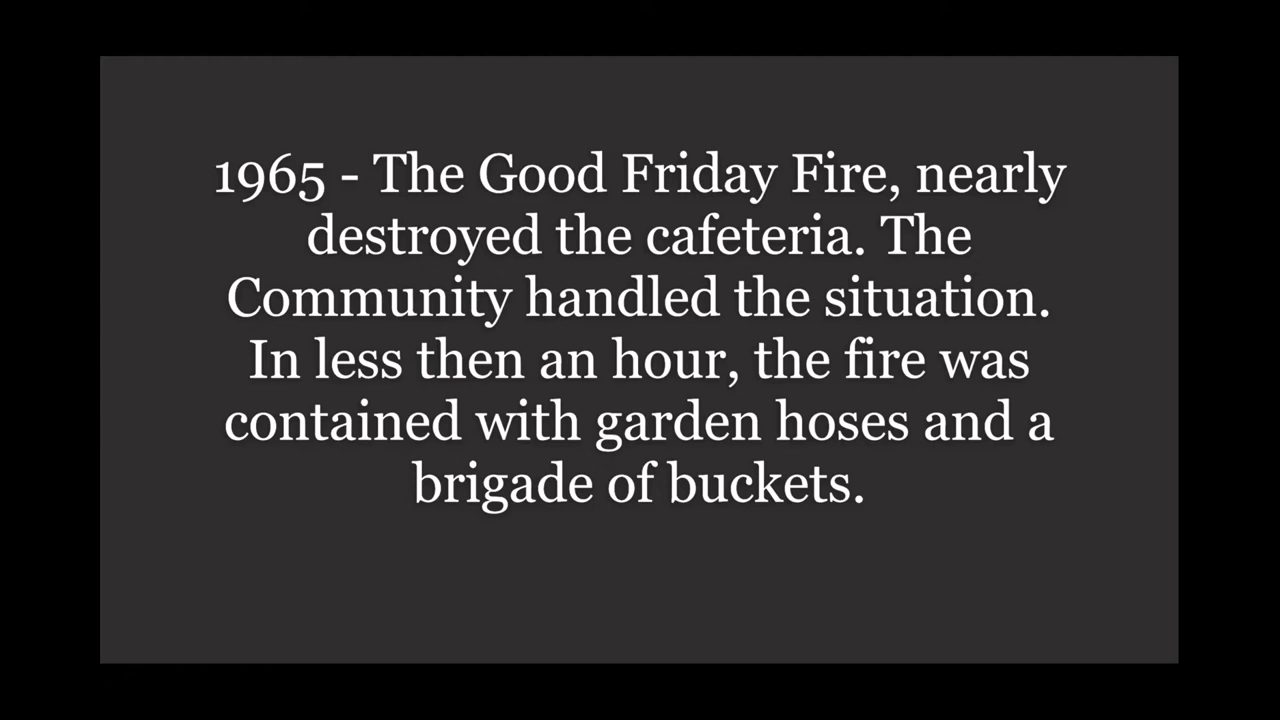 1965 - The Good Friday Fire, nearly
destroyed the cafeteria. The
Community handled the situation.
In less then an hour, the fire was
contained with garden hoses and a
brigade of buckets.